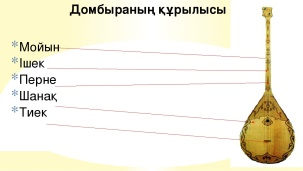 Домбыраның құрылысы
*Мойын
*Ішек
*Перне
*Шанақ
*Тиек